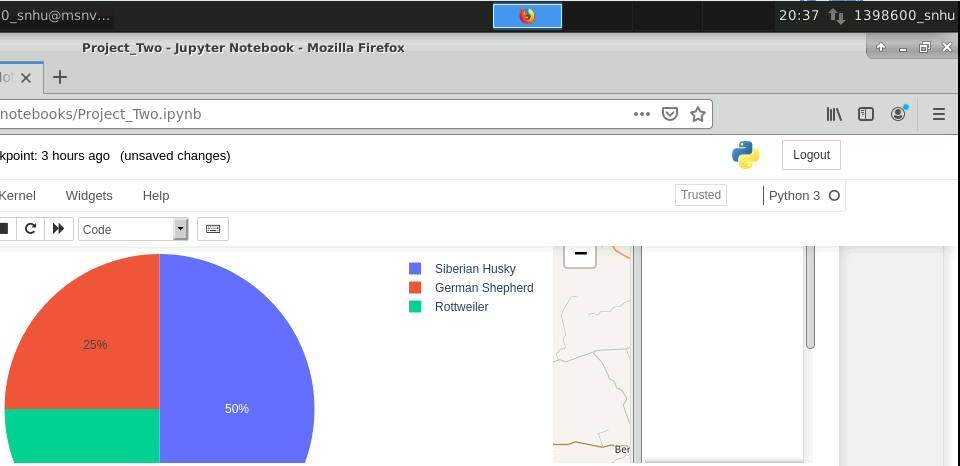 0_snhu@msnv...
20:37
1398600_snhu
Project_Two - Jupyter Notebook - Mozilla Firefox
notebooks/Project_Two.ipynb
kpoint: 3 hours ago (unsaved changes)
Logout
Kernel Widgets Help
Trusted
Python 3
Code
Siberian Husky
German Shepherd
Rottweiler
25%
50%
Ber